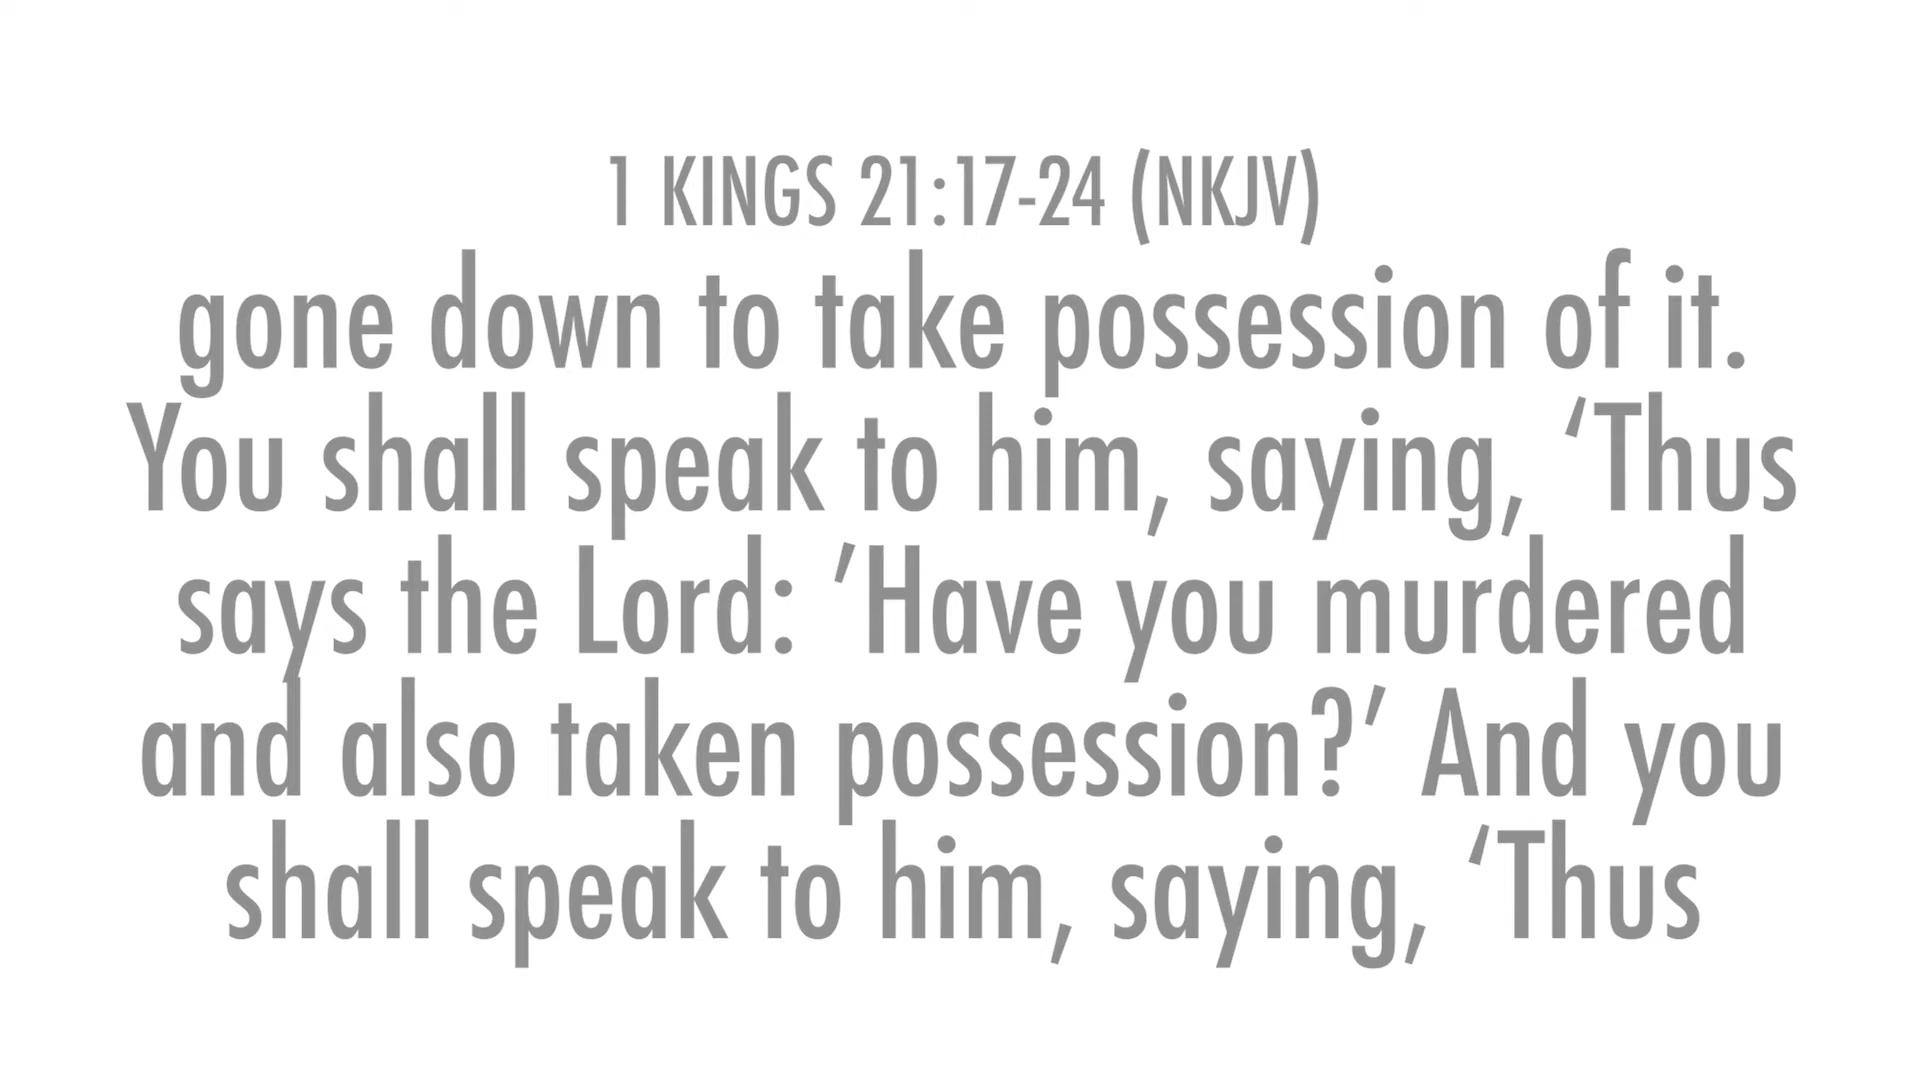 1 KINGS 21:17-24 (NKJV)
gone down to take possession of it.
You shall speak to him, saying, ‘Thus
says the Lord: ’Have you murdered
and also taken possession?’ And you
shall speak to him, saying, ‘Thus